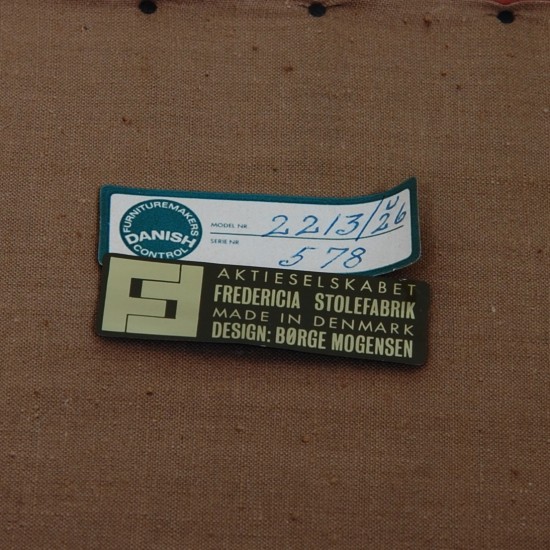 FURNITUREMAKERS
DANISH
CONTROL
MODEL NR. 2213/26
SERIE NR. 578
AKTIESELSKABET
FREDERICIA STOLEFABRIK
MADE IN DENMARK
DESIGN: BØRGE MOGENSEN